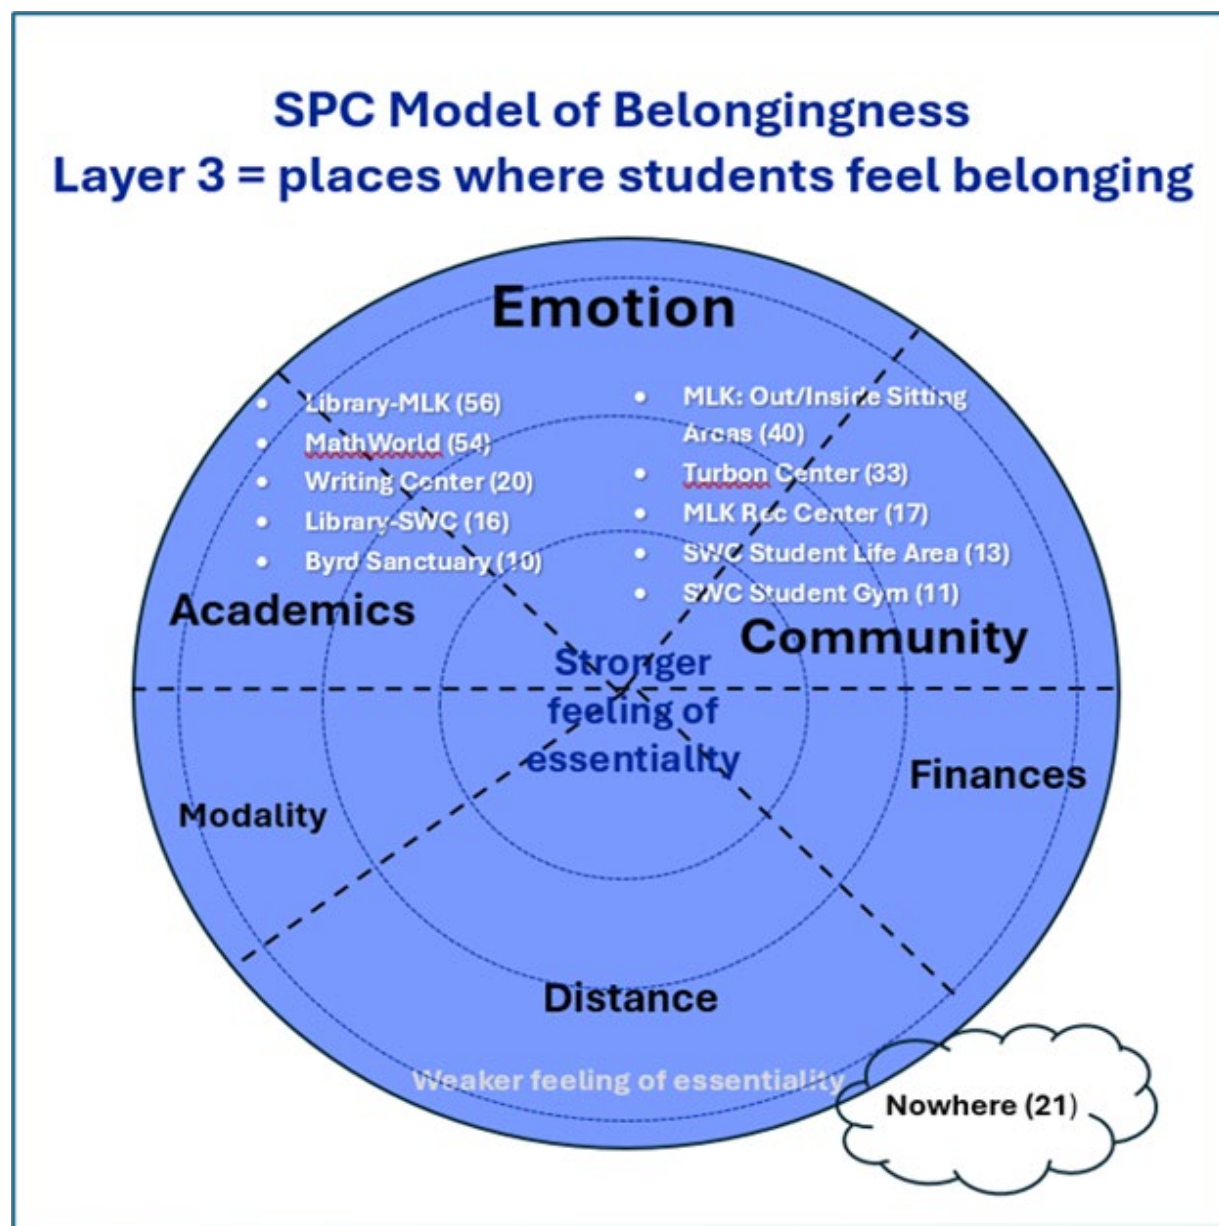 SPC Model of Belongingness
Layer 3 = places where students feel belonging
Emotion
• Library-MLK (56)
• MathWorld (54)
• Writing Center (20)
• Library-SWC (16)
• Byrd Sanctuary (10)
• MLK: Out/Inside Sitting
Areas (40)
• Turbon Center (33)
• MLK Rec Center (17)
• SWC Student Life Area (13)
• SWC Student Gym (11)
Academics
Community
Stronger
feeling of
essentiality
Finances
Modality
Distance
Weaker feeling of essentiality
Nowhere (21)